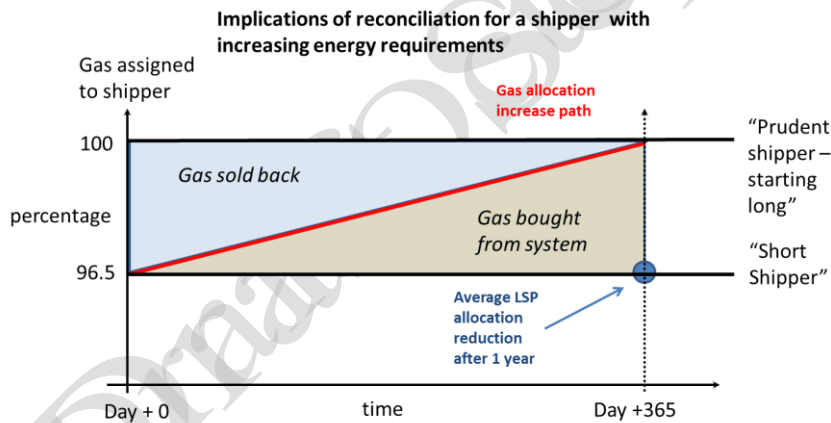 Implications of reconciliation for a shipper with
increasing energy requirements
Gas assigned
to shipper
Gas allocation
increase path
100
Gas sold back
"Prudent
shipper –
starting
long"
percentage
Gas bought
from system
96.5
"Short
Shipper"
Average LSP
allocation
reduction
after 1 year
Day + 0
time
Day +365